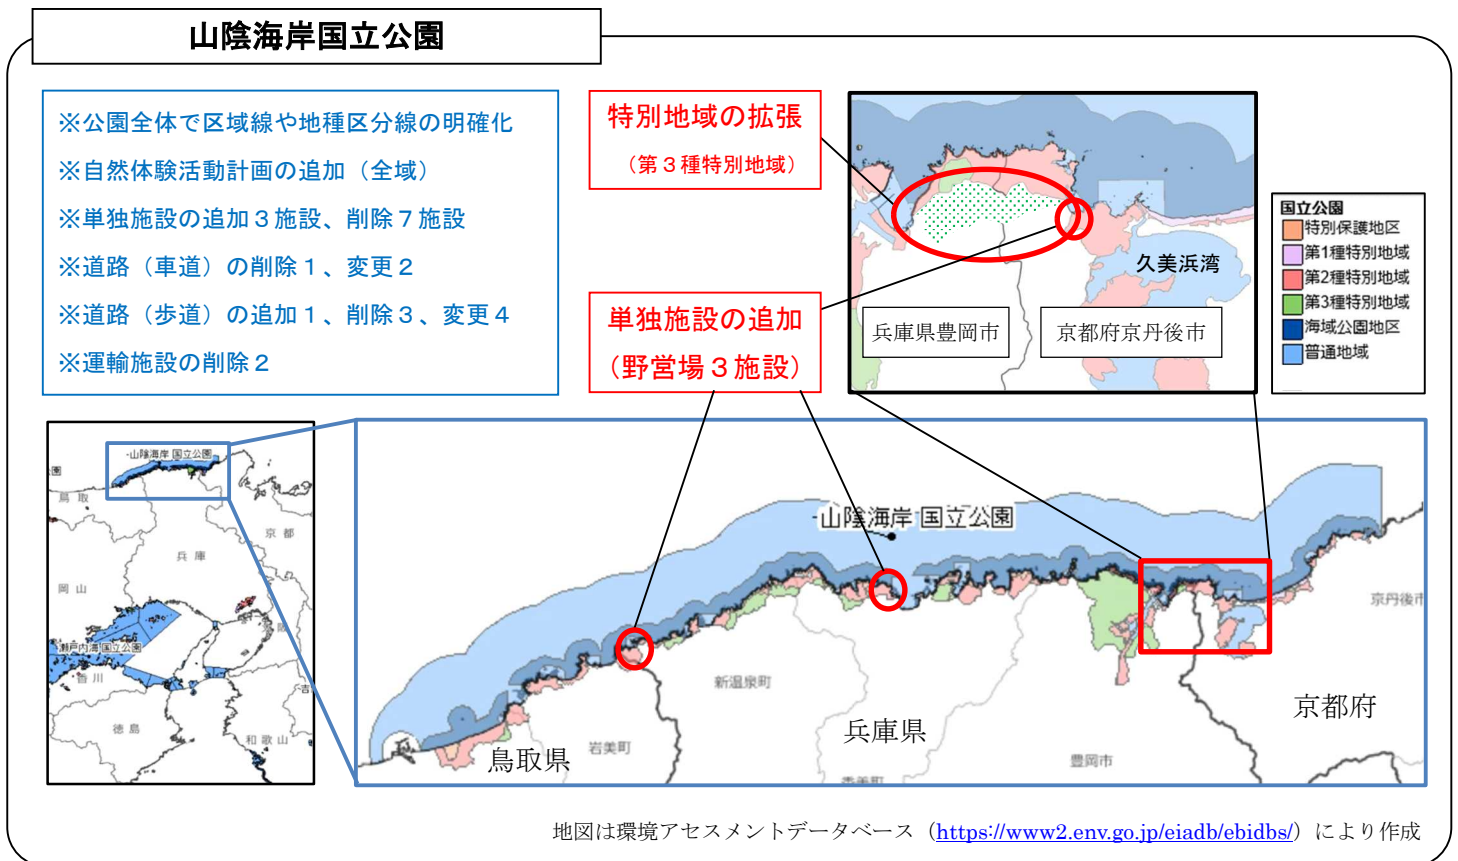 山陰海岸国立公園
※公園全体で区域線や地種区分線の明確化
※自然体験活動計画の追加（全域）
※単独施設の追加３施設、削除７施設
※道路（車道）の削除１、変更２
※道路（歩道）の追加１、削除３、変更４
※運輸施設の削除２
特別地域の拡張
（第３種特別地域）
単独施設の追加
（野営場３施設）
久美浜湾
兵庫県豊岡市
京都府京丹後市
国立公園
特別保護地区
第1種特別地域
第2種特別地域
第3種特別地域
海域公園地区
普通地域
山陰海岸 国立公園
園
鳥取
京都
兵庫
岡山
阪
瀬戸内海 国立公園
香川
徳島
和歌山
山陰海岸 国立公園
京丹後市
新温泉町
京都府
兵庫県
鳥取県
岩美町
豊岡市
香美町
地図は環境アセスメントデータベース（https://www2.env.go.jp/eiadb/ebidbs/）により作成